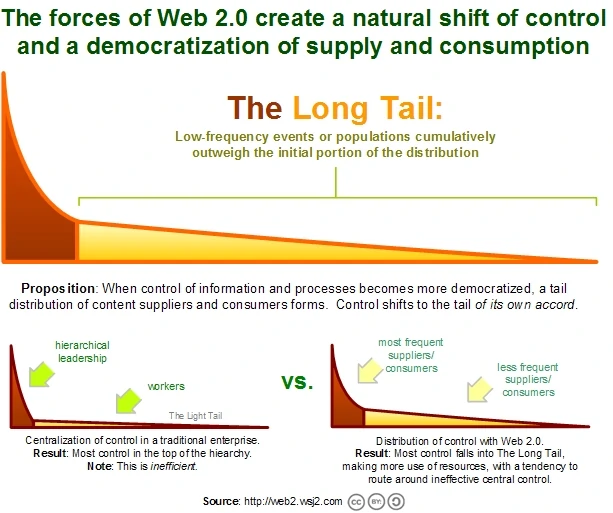 The forces of Web 2.0 create a natural shift of control
and a democratization of supply and consumption
The Long Tail:
Low-frequency events or populations cumulatively
outweigh the initial portion of the distribution
Proposition: When control of information and processes becomes more democratized, a tail
distribution of content suppliers and consumers forms.  Control shifts to the tail of its own accord.
hierarchical
leadership
workers
The Light Tail
Centralization of control in a traditional enterprise.
Result: Most control in the top of the hiearchy.
Note: This is inefficient.
vs.
most frequent
suppliers/
consumers
less frequent
suppliers/
consumers
Distribution of control with Web 2.0.
Result: Most control falls into The Long Tail,
making more use of resources, with a tendency to
route around ineffective central control.
Source: http://web2.wsj2.com